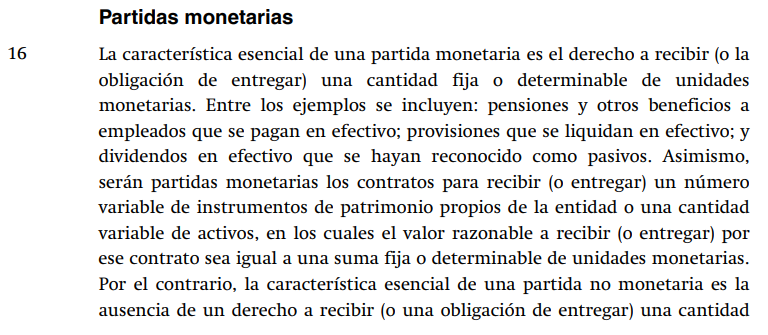 Partidas monetarias
16 La característica esencial de una partida monetaria es el derecho a recibir (o la
obligación de entregar) una cantidad fija o determinable de unidades
monetarias. Entre los ejemplos se incluyen: pensiones y otros beneficios a
empleados que se pagan en efectivo; provisiones que se liquidan en efectivo; y
dividendos en efectivo que se hayan reconocido como pasivos. Asimismo,
serán partidas monetarias los contratos para recibir (o entregar) un número
variable de instrumentos de patrimonio propios de la entidad o una cantidad
variable de activos, en los cuales el valor razonable a recibir (o entregar) por
ese contrato sea igual a una suma fija o determinable de unidades monetarias.
Por el contrario, la característica esencial de una partida no monetaria es la
ausencia de un derecho a recibir (o una obligación de entregar) una cantidad